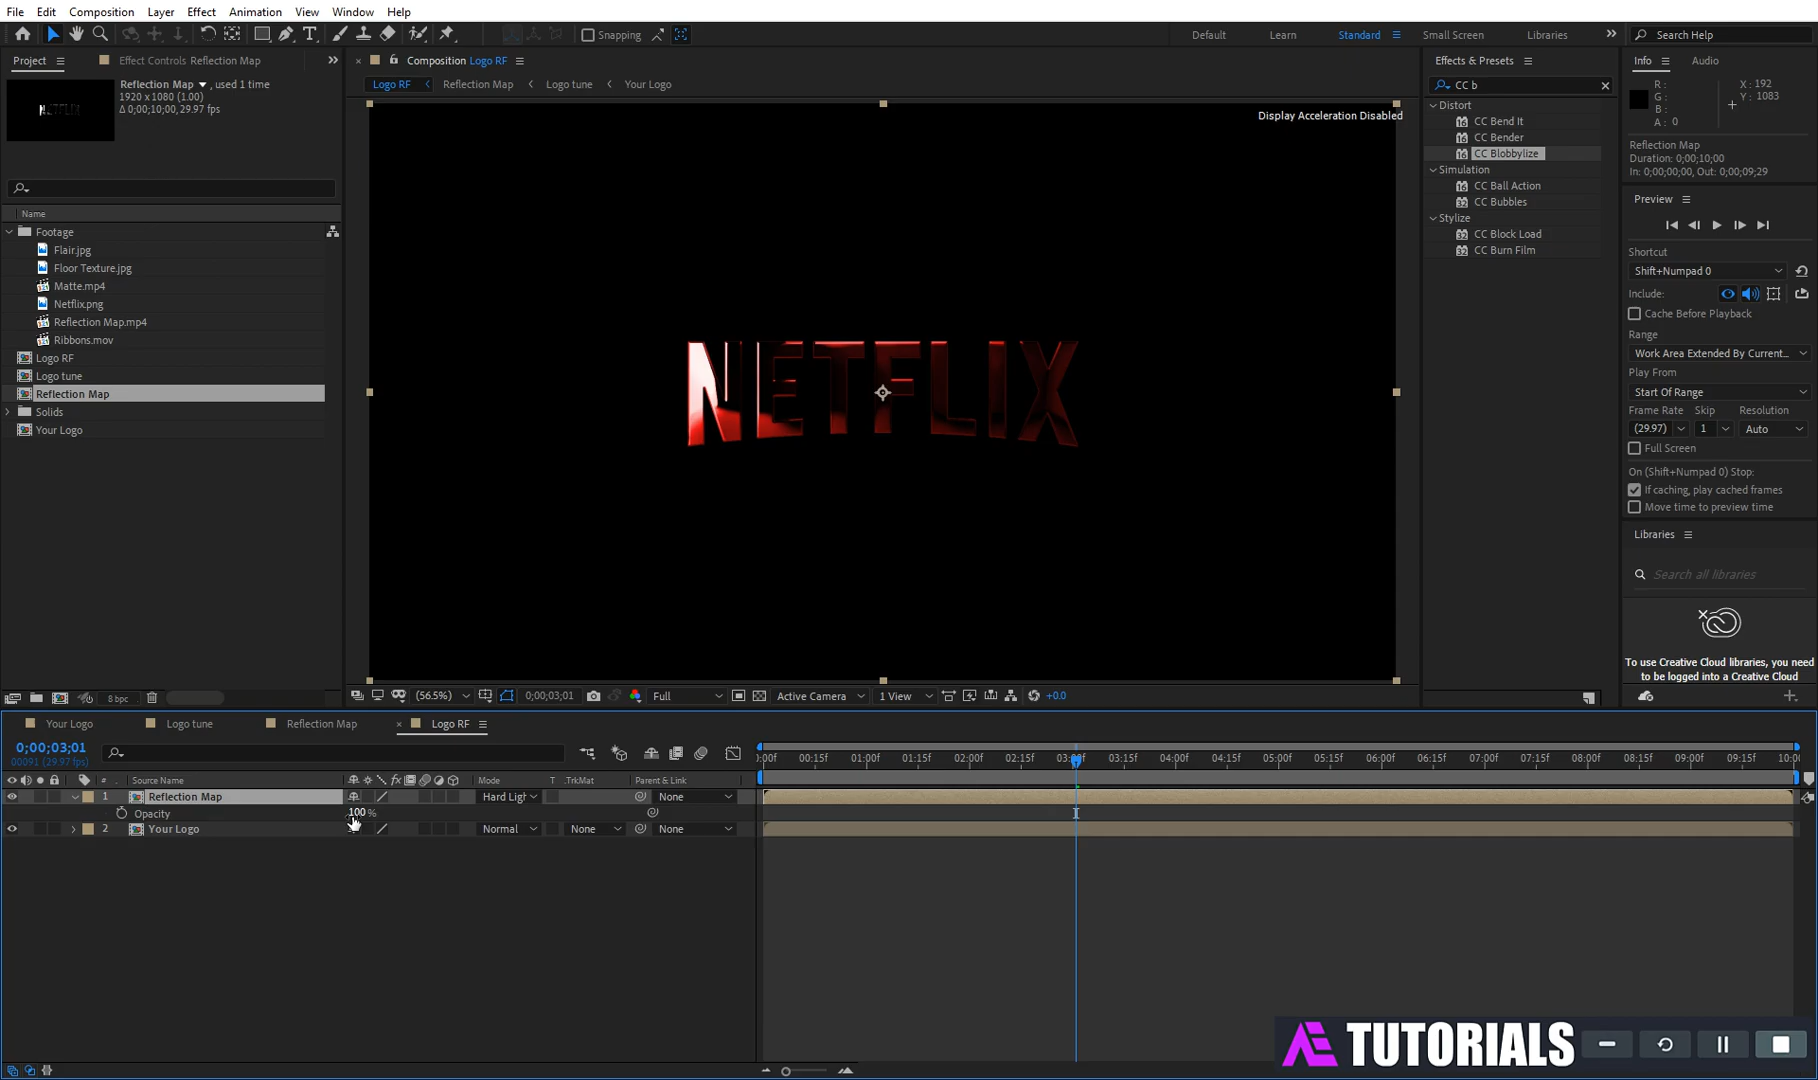 File Edit Composition Layer Effect Animation View Window Help
Snapping
Default Learn Standard Small Screen Libraries Search Help
Project Effect Controls Reflection Map
Composition Logo RF
Effects & Presets
Info Audio
Reflection Map, used 1 time
1920 x 1080 (1.00)
Δ 0;00;10;00, 29.97 fps
Logo RF Reflection Map Logo tune Your Logo
CC b
Display Acceleration Disabled
Distort
CC Bend It
CC Bender
CC Blobbylize
Simulation
CC Ball Action
CC Bubbles
Stylize
CC Block Load
CC Burn Film
R:
G:
B:
A: 0
X: 192
Y: 1083
Reflection Map
Duration: 0;00;10;00
In: 0;00;00;00, Out: 0;00;09;29
Preview
Shortcut
Shift+Numpad 0
Include:
Cache Before Playback
Range
Work Area Extended By Current...
Play From
Start Of Range
Frame Rate Skip Resolution
(29.97) 1 Auto
Full Screen
On (Shift+Numpad 0) Stop:
If caching, play cached frames
Move time to preview time
Libraries
Search all libraries
To use Creative Cloud libraries, you need
to be logged into a Creative Cloud
Name
Footage
Flair.jpg
Floor Texture.jpg
Matte.mp4
Netflix.png
Reflection Map.mp4
Ribbons.mov
Logo RF
Logo tune
Reflection Map
Solids
Your Logo
NETFLIX
8 bpc
(56.5%) 0;00;03;01 Full Active Camera 1 View +0.0
Your Logo Logo tune Reflection Map Logo RF
0;00;03;01
00091 (29.97 fps)
:00f 00:15f 01:00f 01:15f 02:00f 02:15f 03:00f 03:15f 04:00f 04:15f 05:00f 05:15f 06:00f 06:15f 07:00f 07:15f 08:00f 08:15f 09:00f 09:15f 10:00
# Source Name Mode T .TrkMat Parent & Link
1 Reflection Map Hard Ligh None
Opacity 100 %
2 Your Logo Normal None None
AE TUTORIALS